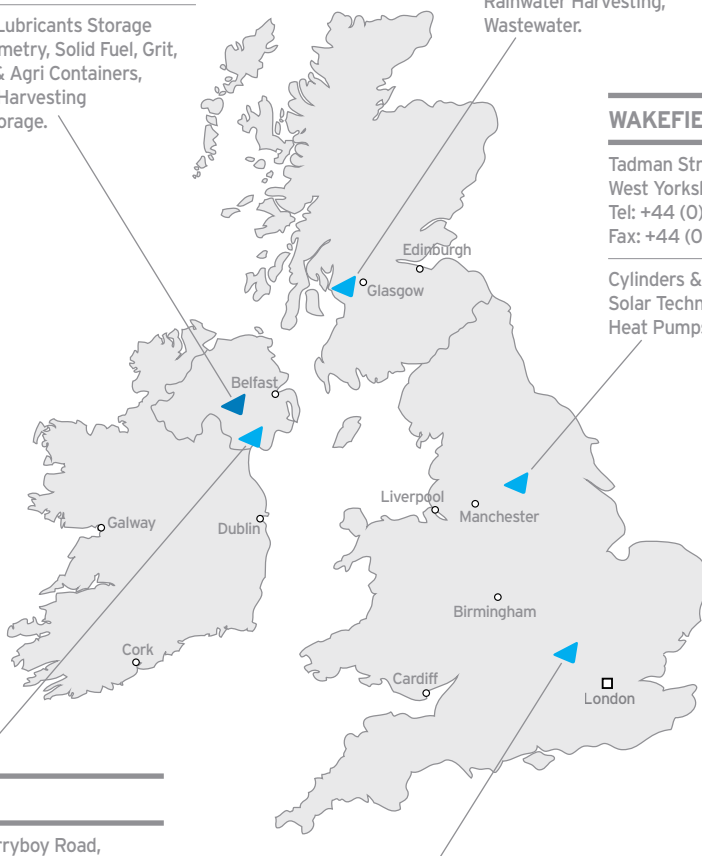 Lubricants Storage
metry, Solid Fuel, Grit,
& Agri Containers,
Harvesting
orage.
Rainwater Harvesting,
Wastewater.
WAKEFIE
Tadman Str
West Yorksh
Tel: +44 (0)
Fax: +44 (0
Cylinders &
Solar Techn
Heat Pumps
Edinburgh
Glasgow
Belfast
Liverpool
Manchester
Galway
Dublin
Birmingham
Cork
Cardiff
London
rryboy Road,